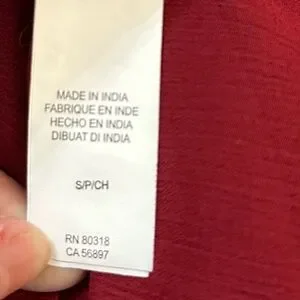 MADE IN INDIA
FABRIQUE EN INDE
HECHO EN INDIA
DIBUAT DI INDIA
S/P/CH
RN 80318
CA 56897